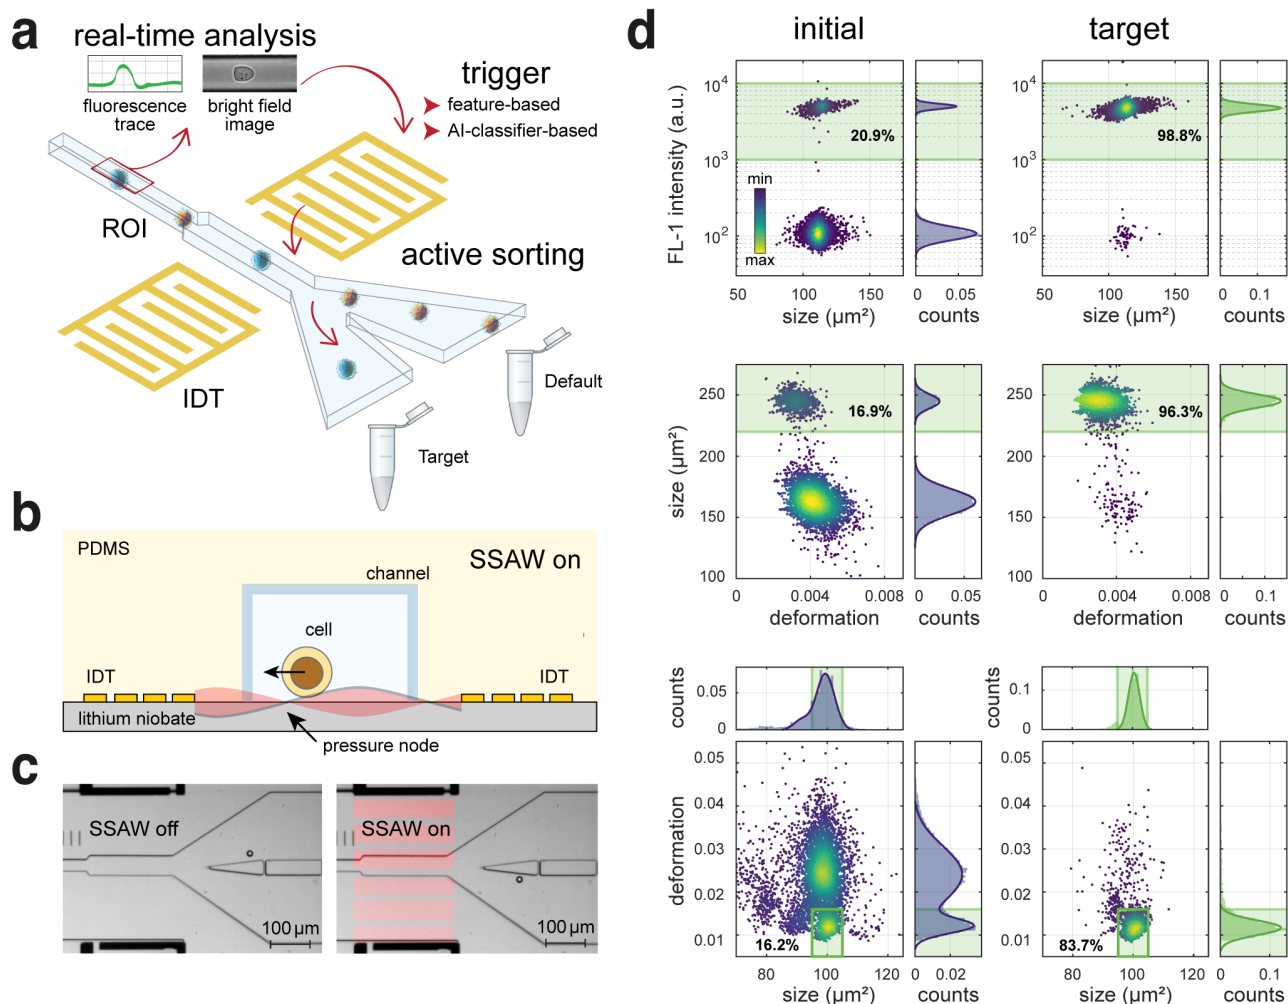 a
real-time analysis
fluorescence
trace
bright field
image
trigger
feature-based
AI-classifier-based
ROI
active sorting
IDT
Default
Target
b
PDMS
SSAW on
channel
cell
IDT
IDT
lithium niobate
pressure node
c
SSAW off
100 µm
SSAW on
100 µm
d
initial
target
FL-1 intensity (a.u.)
10⁴
10³
10²
20.9%
min
max
50
100
150
size (µm²)
0
0.05
counts
98.8%
50
100
150
size (µm²)
0
0.1
counts
size (µm²)
250
200
150
100
16.9%
0
0.004
0.008
deformation
0
0.05
counts
96.3%
0
0.004
0.008
deformation
0
0.1
counts
counts
0.05
0
counts
0.1
0
deformation
0.05
0.04
0.03
0.02
0.01
16.2%
80
100
120
size (µm²)
0
0.02
counts
0.05
0.04
0.03
0.02
0.01
83.7%
80
100
120
size (µm²)
0
0.1
counts